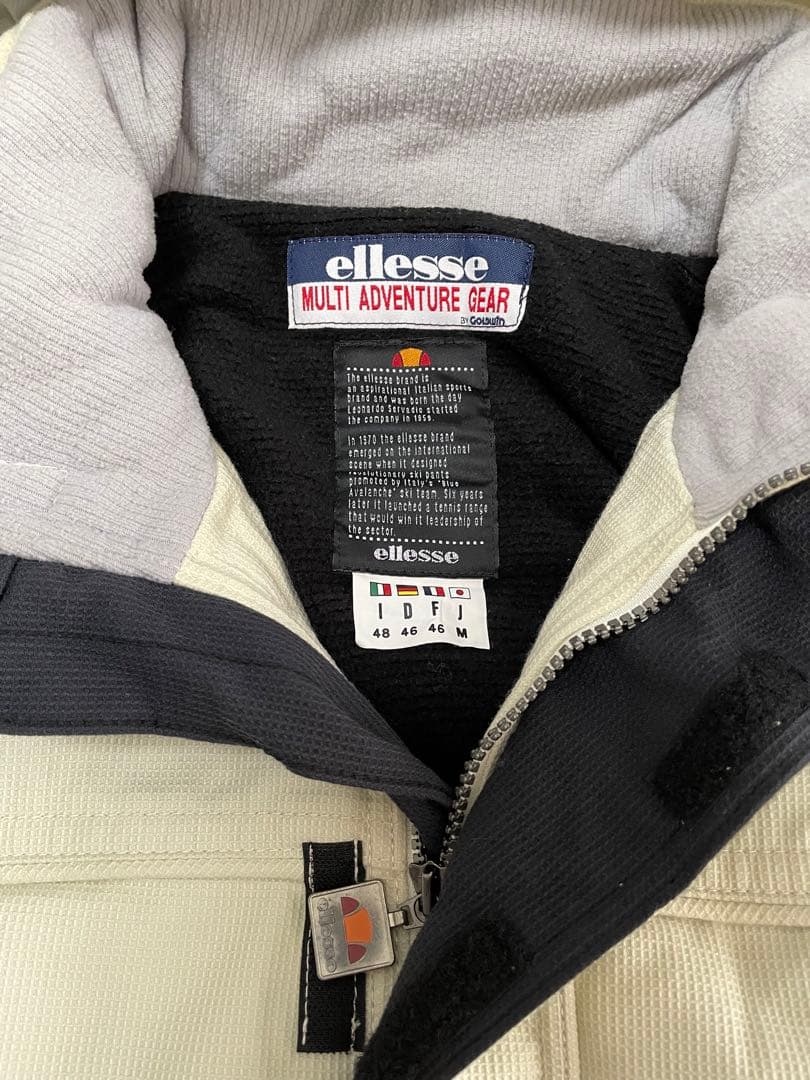 ellesse
MULTI ADVENTURE GEAR
BY GOLDWIN
The ellesse brand is
an aspirational Italian sports
brand and was born the day
Leonardo Servadio started
the company in 1959.
In 1970 the ellesse brand
emerged on the international
scene when it designed
revolutionary ski pants
promoted by Italy's "Blue
Avalanche" ski team. Six years
later it launched a tennis range
that would win it leadership of
the sector.
ellesse
I D F J
48 46 46 M
ellesse